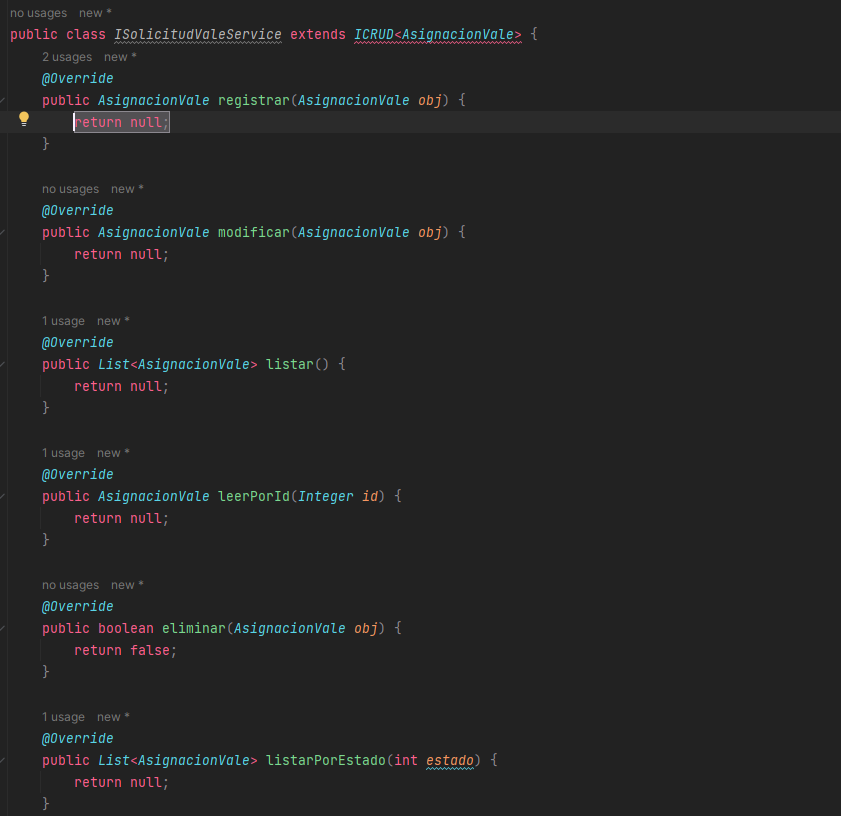 no usages   new *
public class ISolicitudValeService extends ICRUD<AsignacionVale> {
2 usages   new *
@Override
public AsignacionVale registrar(AsignacionVale obj) {
return null;
}
no usages   new *
@Override
public AsignacionVale modificar(AsignacionVale obj) {
return null;
}
1 usage   new *
@Override
public List<AsignacionVale> listar() {
return null;
}
1 usage   new *
@Override
public AsignacionVale leerPorId(Integer id) {
return null;
}
no usages   new *
@Override
public boolean eliminar(AsignacionVale obj) {
return false;
}
1 usage   new *
@Override
public List<AsignacionVale> listarPorEstado(int estado) {
return null;
}